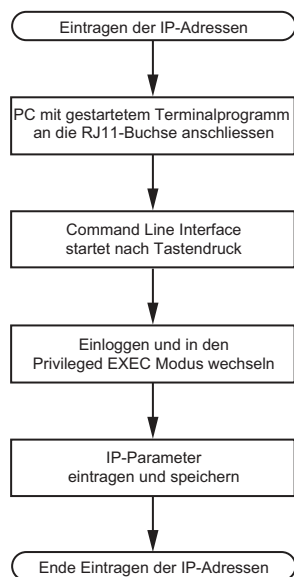 Eintragen der IP-Adressen
PC mit gestartetem Terminalprogramm
an die RJ11-Buchse anschliessen
Command Line Interface
startet nach Tastendruck
Einloggen und in den
Privileged EXEC Modus wechseln
IP-Parameter
eintragen und speichern
Ende Eintragen der IP-Adressen